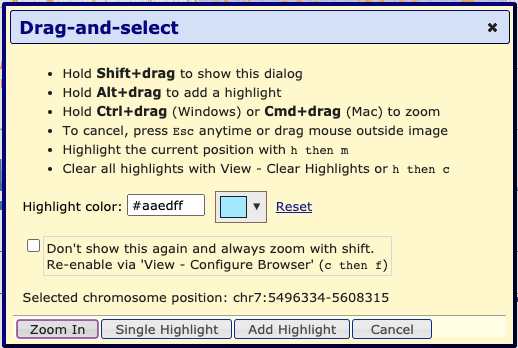 Drag-and-select
Hold Shift+drag to show this dialog
Hold Alt+drag to add a highlight
Hold Ctrl+drag (Windows) or Cmd+drag (Mac) to zoom
To cancel, press Esc anytime or drag mouse outside image
Highlight the current position with h then m
Clear all highlights with View - Clear Highlights or h then c
Highlight color: #aaedff Reset
Don't show this again and always zoom with shift.
Re-enable via 'View - Configure Browser' (c then f)
Selected chromosome position: chr7:5496334-5608315
Zoom In Single Highlight Add Highlight Cancel